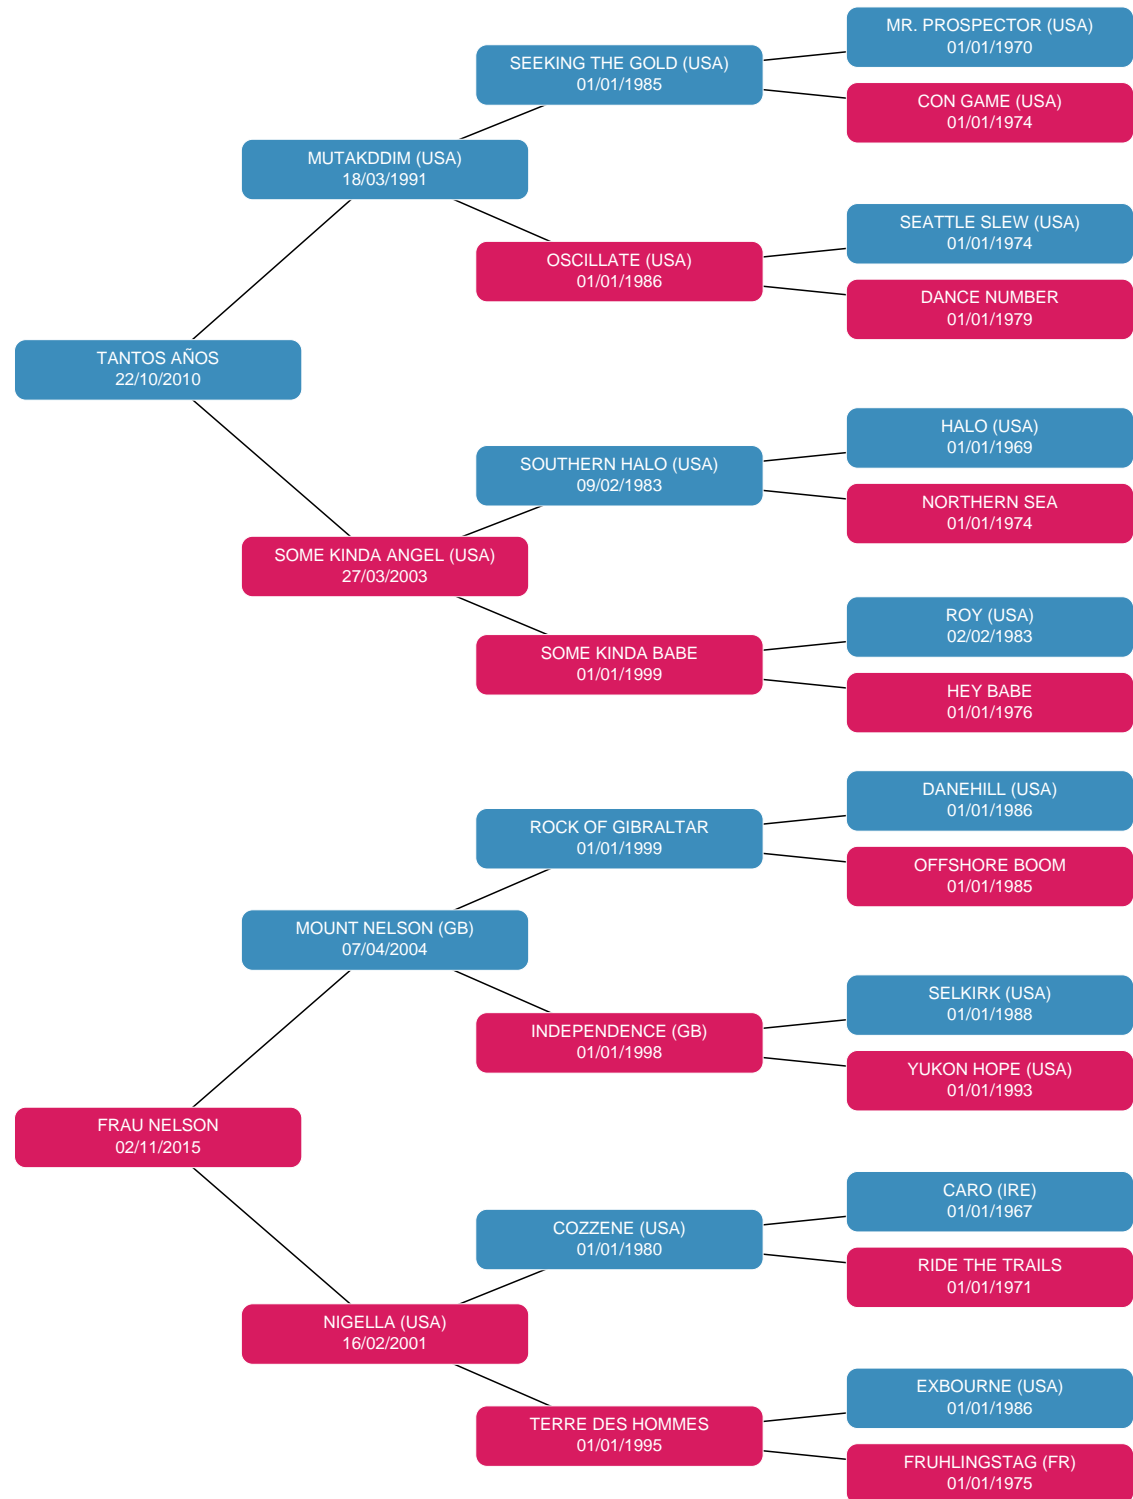 MR. PROSPECTOR (USA)
01/01/1970
SEEKING THE GOLD (USA)
01/01/1985
CON GAME (USA)
01/01/1974
MUTAKDDIM (USA)
18/03/1991
SEATTLE SLEW (USA)
01/01/1974
OSCILLATE (USA)
01/01/1986
DANCE NUMBER
01/01/1979
TANTOS AÑOS
22/10/2010
HALO (USA)
01/01/1969
SOUTHERN HALO (USA)
09/02/1983
NORTHERN SEA
01/01/1974
SOME KINDA ANGEL (USA)
27/03/2003
ROY (USA)
02/02/1983
SOME KINDA BABE
01/01/1999
HEY BABE
01/01/1976
DANEHILL (USA)
01/01/1986
ROCK OF GIBRALTAR
01/01/1999
OFFSHORE BOOM
01/01/1985
MOUNT NELSON (GB)
07/04/2004
SELKIRK (USA)
01/01/1988
INDEPENDENCE (GB)
01/01/1998
YUKON HOPE (USA)
01/01/1993
FRAU NELSON
02/11/2015
CARO (IRE)
01/01/1967
COZZENE (USA)
01/01/1980
RIDE THE TRAILS
01/01/1971
NIGELLA (USA)
16/02/2001
EXBOURNE (USA)
01/01/1986
TERRE DES HOMMES
01/01/1995
FRUHLINGSTAG (FR)
01/01/1975